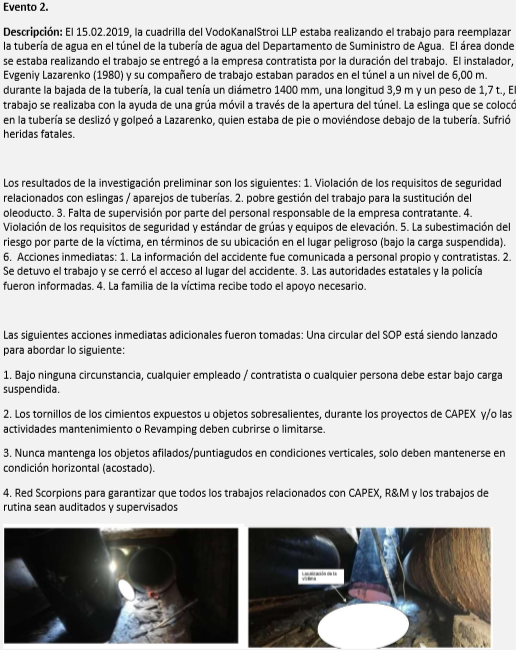 Evento 2.
Descripción: El 15.02.2019, la cuadrilla del VodoKanalStroi LLP estaba realizando el trabajo para reemplazar
la tubería de agua en el túnel de la tubería de agua del Departamento de Suministro de Agua. El área donde
se estaba realizando el trabajo se entregó a la empresa contratista por la duración del trabajo. El instalador,
Evgeniy Lazarenko (1980) y su compañero de trabajo estaban parados en el túnel a un nivel de 6,00 m.
durante la bajada de la tubería, la cual tenía un diámetro 1400 mm, una longitud 3,9 m y un peso de 1,7 t., El
trabajo se realizaba con la ayuda de una grúa móvil a través de la apertura del túnel. La eslinga que se colocó
en la tubería se deslizó y golpeó a Lazarenko, quien estaba de pie o moviéndose debajo de la tubería. Sufrió
heridas fatales.
Los resultados de la investigación preliminar son los siguientes: 1. Violación de los requisitos de seguridad
relacionados con eslingas / aparejos de tuberías. 2. pobre gestión del trabajo para la sustitución del
oleoducto. 3. Falta de supervisión por parte del personal responsable de la empresa contratante. 4.
Violación de los requisitos de seguridad y estándar de grúas y equipos de elevación. 5. La subestimación del
riesgo por parte de la víctima, en términos de su ubicación en el lugar peligroso (bajo la carga suspendida).
6. Acciones inmediatas: 1. La información del accidente fue comunicada a personal propio y contratistas. 2.
Se detuvo el trabajo y se cerró el acceso al lugar del accidente. 3. Las autoridades estatales y la policía
fueron informadas. 4. La familia de la víctima recibe todo el apoyo necesario.
Las siguientes acciones inmediatas adicionales fueron tomadas: Una circular del SOP está siendo lanzado
para abordar lo siguiente:
1. Bajo ninguna circunstancia, cualquier empleado / contratista o cualquier persona debe estar bajo carga
suspendida.
2. Los tornillos de los cimientos expuestos u objetos sobresalientes, durante los proyectos de CAPEX y/o las
actividades mantenimiento o Revamping deben cubrirse o limitarse.
3. Nunca mantenga los objetos afilados/puntiagudos en condiciones verticales, solo deben mantenerse en
condición horizontal (acostado).
4. Red Scorpions para garantizar que todos los trabajos relacionados con CAPEX, R&M y los trabajos de
rutina sean auditados y supervisados
Localización de la
víctima